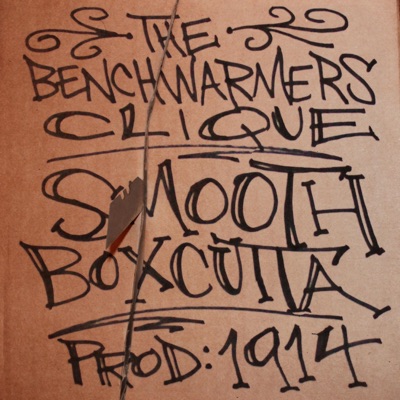 THE
BENCHWARMERS
CLIQUE
SMOOTH
BOXCUTTA
PROD: 1914